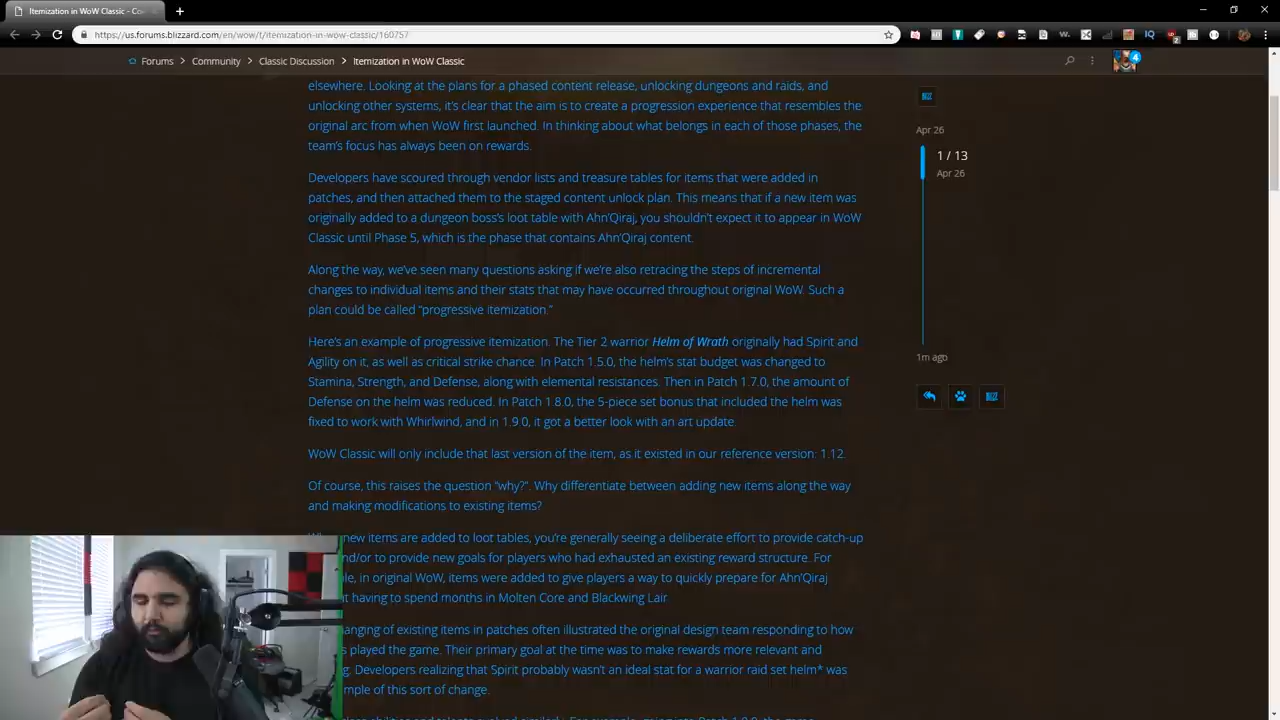 Itemization in WoW Classic - Co
https://us.forums.blizzard.com/en/wow/t/itemization-in-wow-classic/160757
Forums > Community > Classic Discussion > Itemization in WoW Classic
4
elsewhere. Looking at the plans for a phased content release, unlocking dungeons and raids, and
unlocking other systems, it's clear that the aim is to create a progression experience that resembles the
original arc from when WoW first launched. In thinking about what belongs in each of those phases, the
team's focus has always been on rewards.
Developers have scoured through vendor lists and treasure tables for items that were added in
patches, and then attached them to the staged content unlock plan. This means that if a new item was
originally added to a dungeon boss's loot table with Ahn'Qiraj, you shouldn't expect it to appear in WoW
Classic until Phase 5, which is the phase that contains Ahn'Qiraj content.
Along the way, we've seen many questions asking if we're also retracing the steps of incremental
changes to individual items and their stats that may have occurred throughout original WoW. Such a
plan could be called "progressive itemization."
Here's an example of progressive itemization. The Tier 2 warrior Helm of Wrath originally had Spirit and
Agility on it, as well as critical strike chance. In Patch 1.5.0, the helm's stat budget was changed to
Stamina, Strength, and Defense, along with elemental resistances. Then in Patch 1.7.0, the amount of
Defense on the helm was reduced. In Patch 1.8.0, the 5-piece set bonus that included the helm was
fixed to work with Whirlwind, and in 1.9.0, it got a better look with an art update.
WoW Classic will only include that last version of the item, as it existed in our reference version: 1.12.
Of course, this raises the question "why?". Why differentiate between adding new items along the way
and making modifications to existing items?
new items are added to loot tables, you're generally seeing a deliberate effort to provide catch-up
nd/or to provide new goals for players who had exhausted an existing reward structure. For
le, in original WoW, items were added to give players a way to quickly prepare for Ahn'Qiraj
t having to spend months in Molten Core and Blackwing Lair.
anging of existing items in patches often illustrated the original design team responding to how
s played the game. Their primary goal at the time was to make rewards more relevant and
g. Developers realizing that Spirit probably wasn't an ideal stat for a warrior raid set helm* was
mple of this sort of change.
BLIZZ
Apr 26
1 / 13
Apr 26
1m ago
BLIZZ